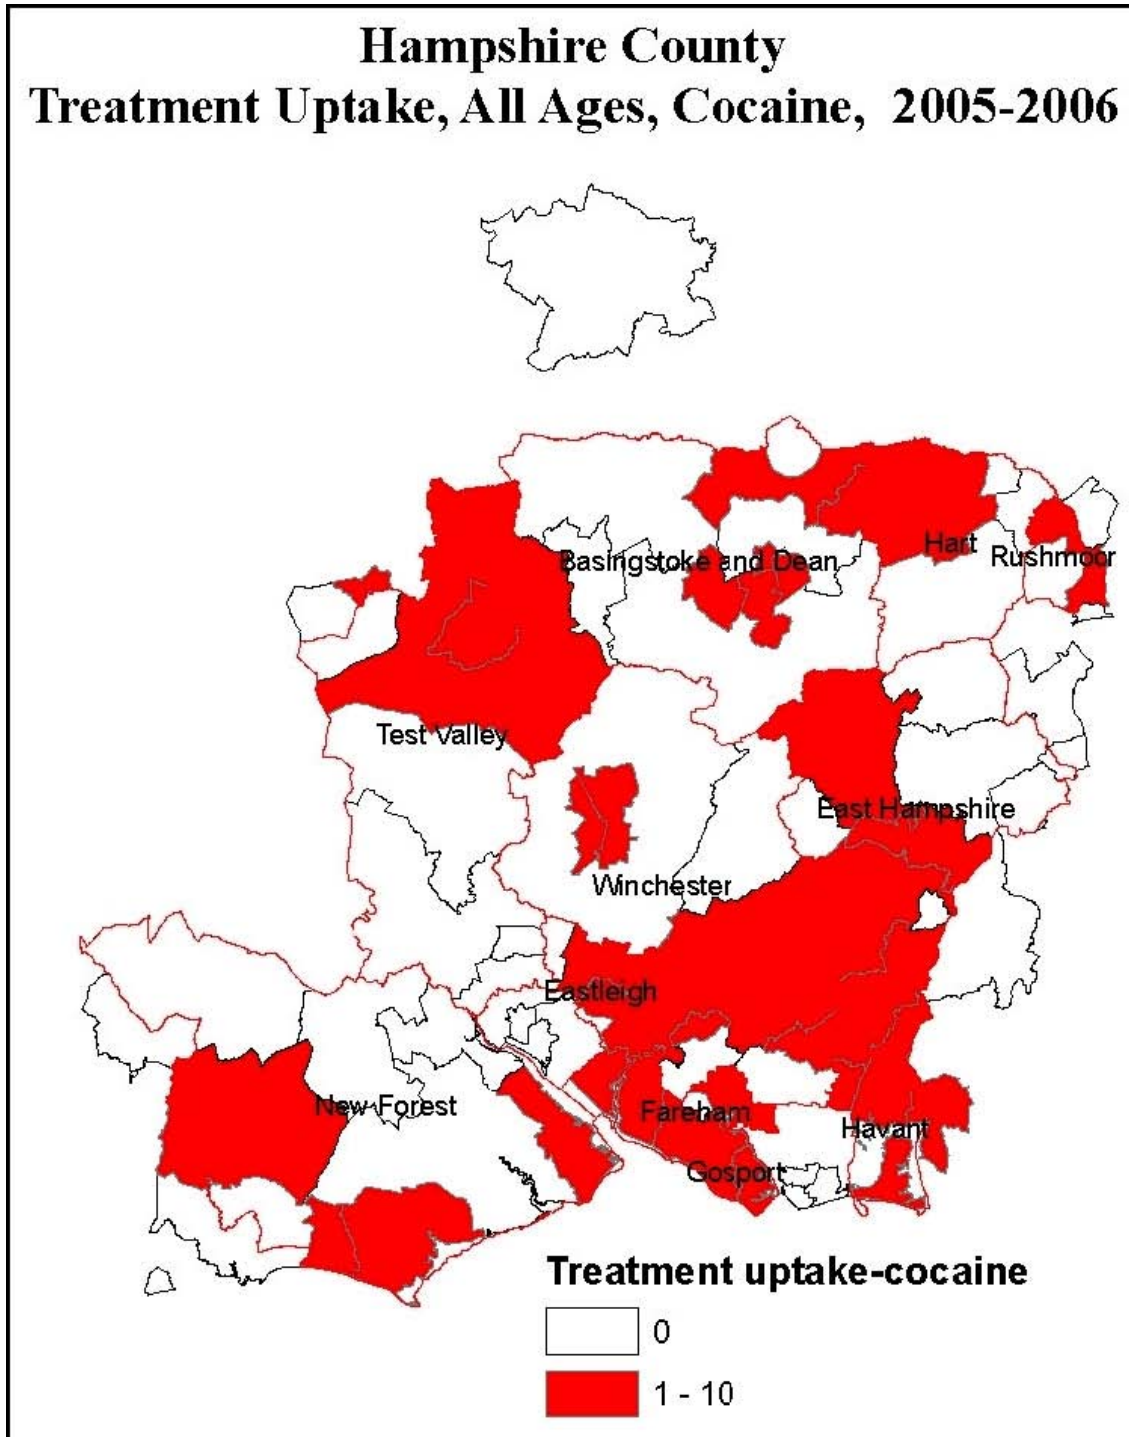 Hampshire County
Treatment Uptake, All Ages, Cocaine, 2005-2006
Hart
Rushmoor
Basingstoke and Dean
Test Valley
East Hampshire
Winchester
Eastleigh
New Forest
Fareham
Havant
Gosport
Treatment uptake-cocaine
0
1 - 10